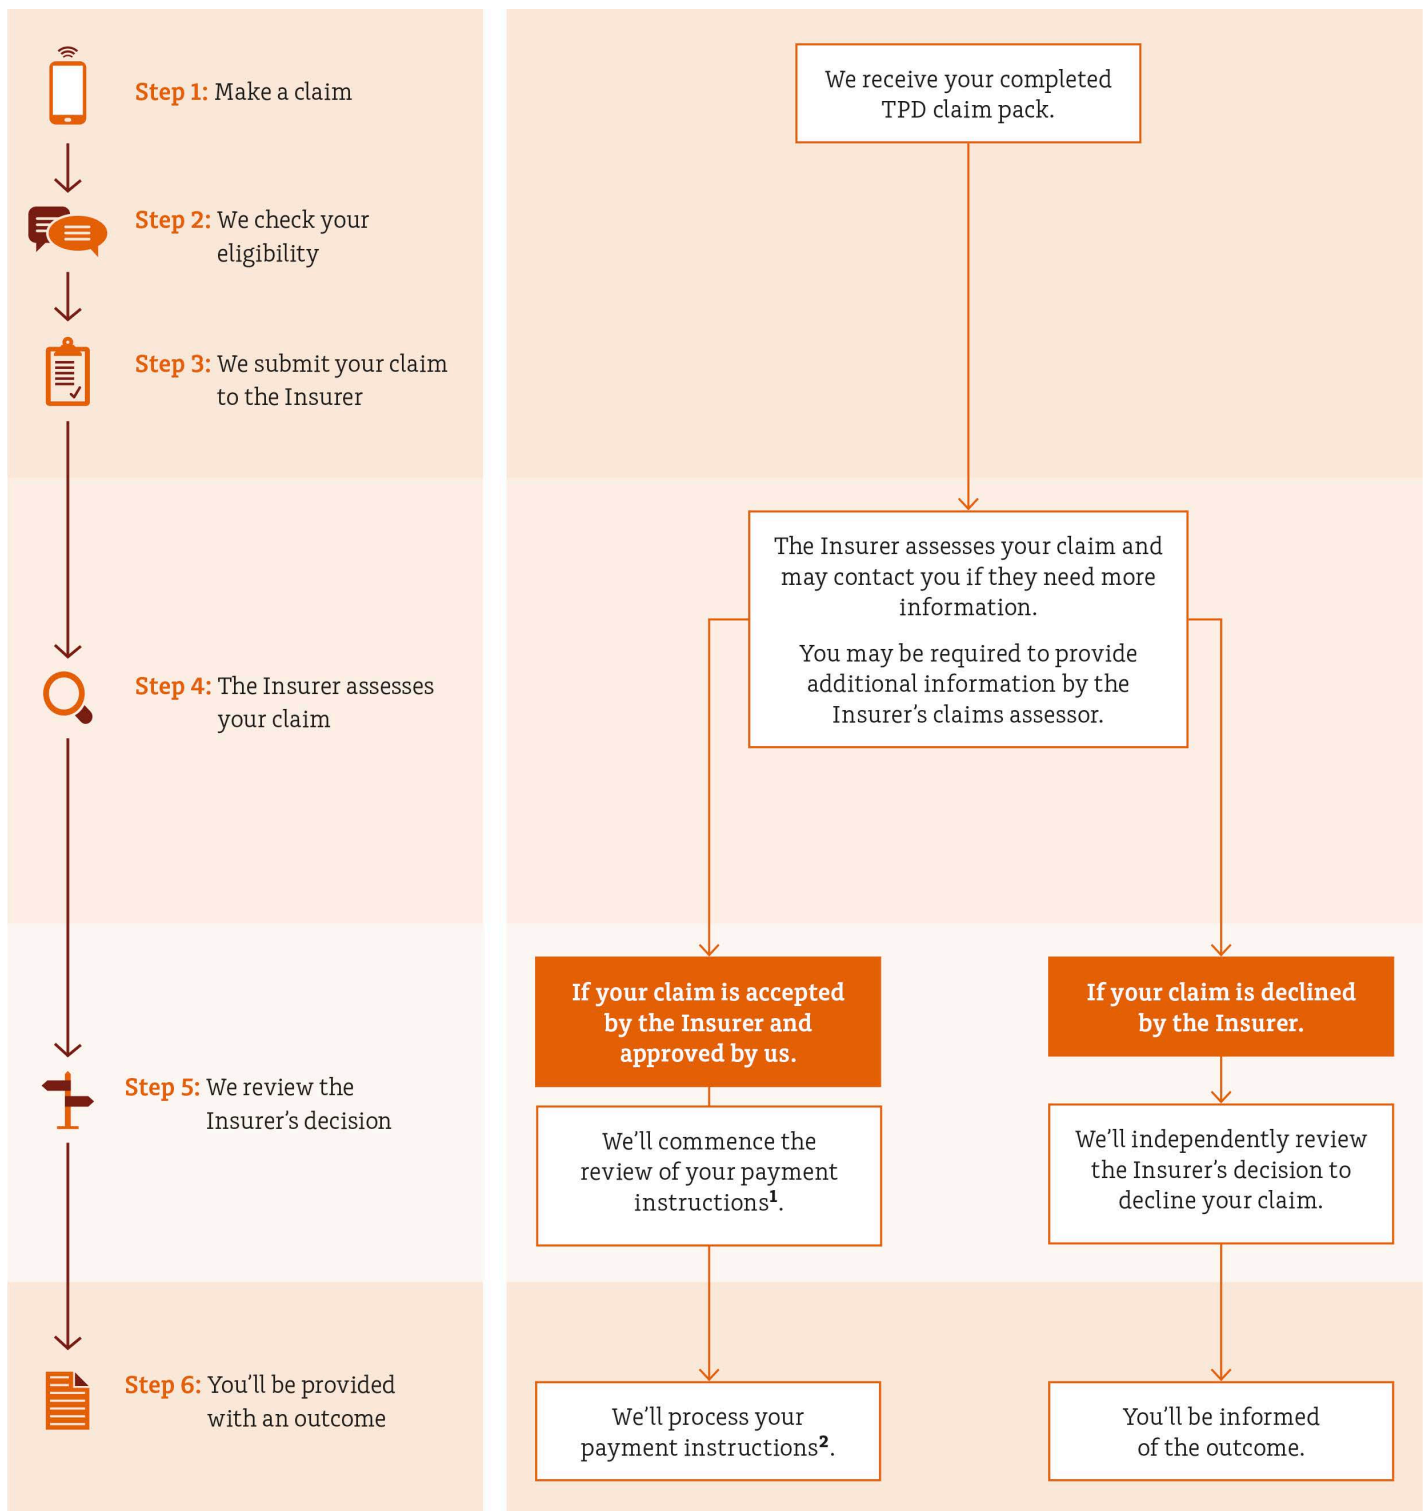 Step 1: Make a claim
Step 2: We check your
eligibility
Step 3: We submit your claim
to the Insurer
Step 4: The Insurer assesses
your claim
Step 5: We review the
Insurer’s decision
Step 6: You’ll be provided
with an outcome
We receive your completed
TPD claim pack.
The Insurer assesses your claim and
may contact you if they need more
information.
You may be required to provide
additional information by the
Insurer’s claims assessor.
If your claim is accepted
by the Insurer and
approved by us.
We’ll commence the
review of your payment
instructions¹.
We’ll process your
payment instructions².
If your claim is declined
by the Insurer.
We’ll independently review
the Insurer’s decision to
decline your claim.
You’ll be informed
of the outcome.